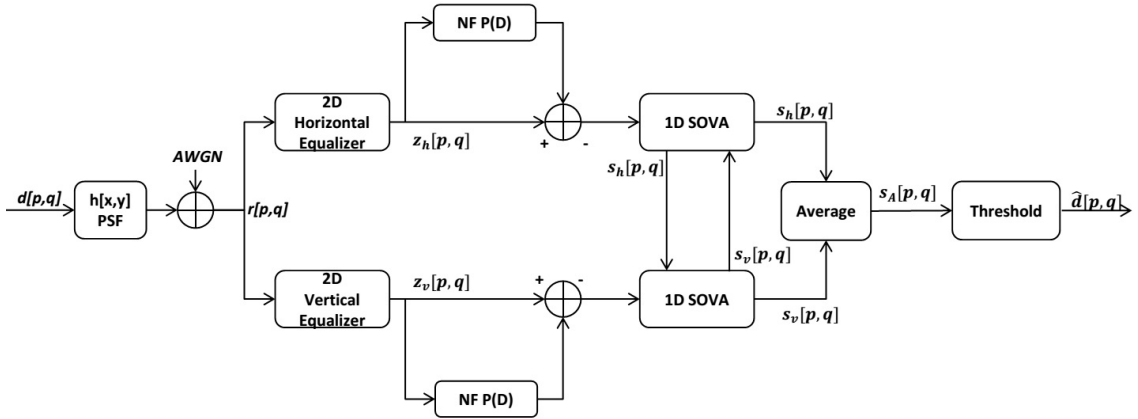 NF P(D)
2D
Horizontal
Equalizer
z_h[p, q]
+
-
1D SOVA
s_h[p, q]
s_h[p, q]
AWGN
d[p,q]
h[x,y]
PSF
r[p,q]
Average
s_A[p, q]
Threshold
d̂[p, q]
2D
Vertical
Equalizer
z_v[p, q]
+
-
s_v[p, q]
1D SOVA
s_v[p, q]
NF P(D)